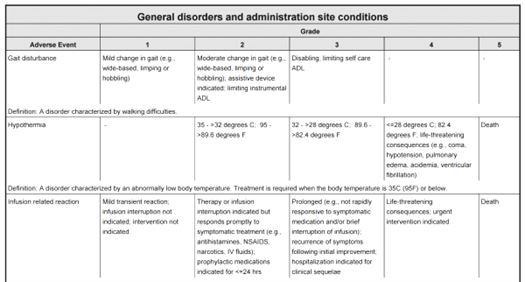 General disorders and administration site conditions
Grade
Adverse Event 1 2 3 4 5
Gait disturbance
Mild change in gait (e.g.,
wide-based, limping or
hobbling)
Moderate change in gait (e.g.,
wide-based, limping or
hobbling); assistive device
indicated; limiting instrumental
ADL
Disabling; limiting self care
ADL
-
-
Definition: A disorder characterized by walking difficulties.
Hypothermia
-
35 - >32 degrees C; 95 -
>89.6 degrees F
32 - >28 degrees C; 89.6 -
>82.4 degrees F
<=28 degrees C; 82.4
degrees F; life-threatening
consequences (e.g., coma,
hypotension, pulmonary
edema, acidemia, ventricular
fibrillation)
Death
Definition: A disorder characterized by an abnormally low body temperature. Treatment is required when the body temperature is 35C (95F) or below.
Infusion related reaction
Mild transient reaction;
infusion interruption not
indicated; intervention not
indicated
Therapy or infusion
interruption indicated but
responds promptly to
symptomatic treatment (e.g.,
antihistamines, NSAIDS,
narcotics, IV fluids);
prophylactic medications
indicated for <=24 hrs
Prolonged (e.g., not rapidly
responsive to symptomatic
medication and/or brief
interruption of infusion);
recurrence of symptoms
following initial improvement;
hospitalization indicated for
clinical sequelae
Life-threatening
consequences; urgent
intervention indicated
Death